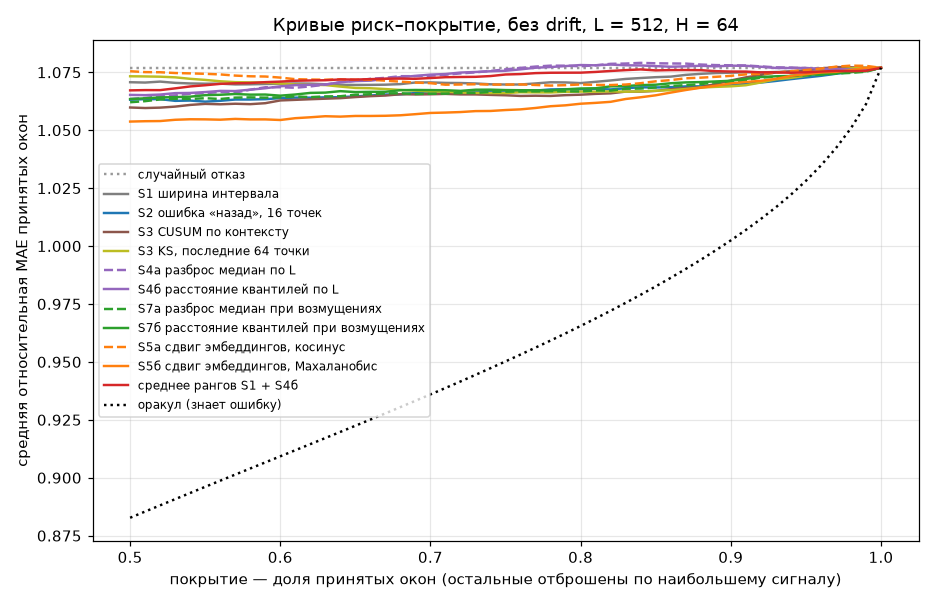 Кривые риск–покрытие, без drift, L = 512, H = 64
средняя относительная MAE принятых окон
1.075
1.050
1.025
1.000
0.975
0.950
0.925
0.900
0.875
случайный отказ
S1 ширина интервала
S2 ошибка «назад», 16 точек
S3 CUSUM по контексту
S3 KS, последние 64 точки
S4а разброс медиан по L
S4б расстояние квантилей по L
S7а разброс медиан при возмущениях
S7б расстояние квантилей при возмущениях
S5а сдвиг эмбеддингов, косинус
S5б сдвиг эмбеддингов, Махаланобис
среднее рангов S1 + S4б
оракул (знает ошибку)
0.5 0.6 0.7 0.8 0.9 1.0
покрытие — доля принятых окон (остальные отброшены по наибольшему сигналу)